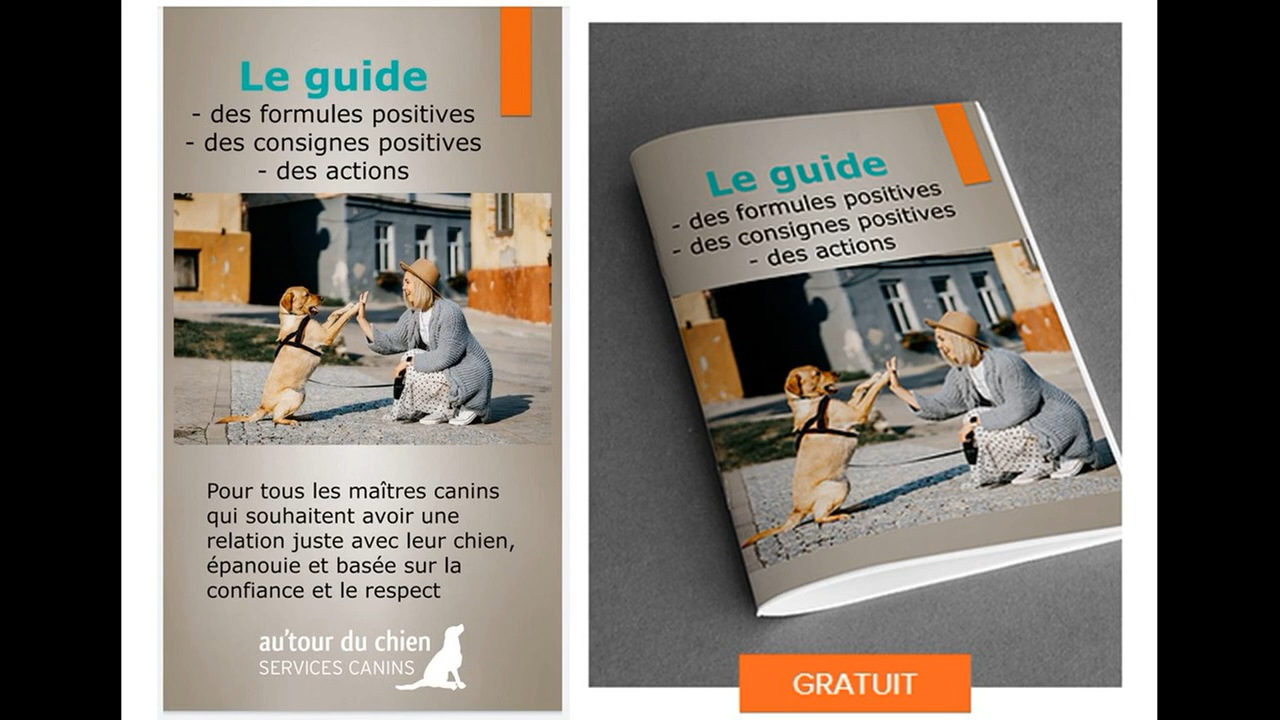 Le guide
- des formules positives
- des consignes positives
- des actions
Pour tous les maîtres canins
qui souhaitent avoir une
relation juste avec leur chien,
épanouie et basée sur la
confiance et le respect
au'tour du chien
SERVICES CANINS
Le guide
- des formules positives
- des consignes positives
- des actions
GRATUIT